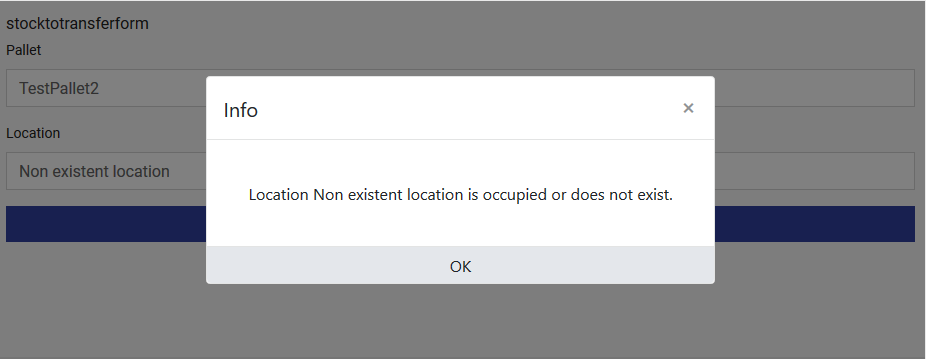 stocktotransferform
Pallet
TestPallet2
Location
Non existent location
Info
×
Location Non existent location is occupied or does not exist.
OK